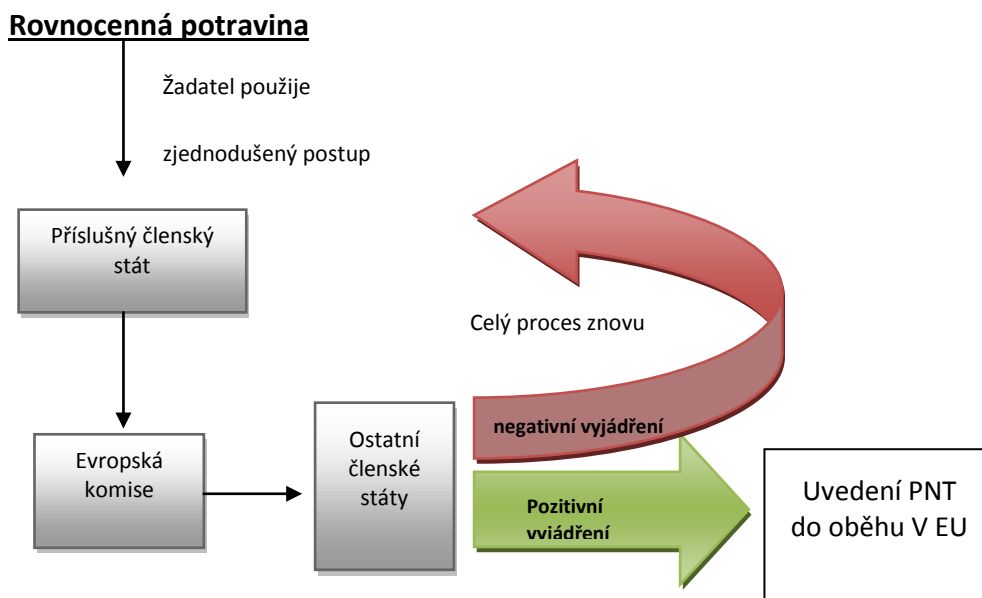 Rovnocenná potravina
Žadatel použije
zjednodušený postup
Příslušný členský
stát
Celý proces znovu
Evropská
komise
Ostatní
členské
státy
negativní vyjádření
Pozitivní
vyjádření
Uvedení PNT
do oběhu V EU